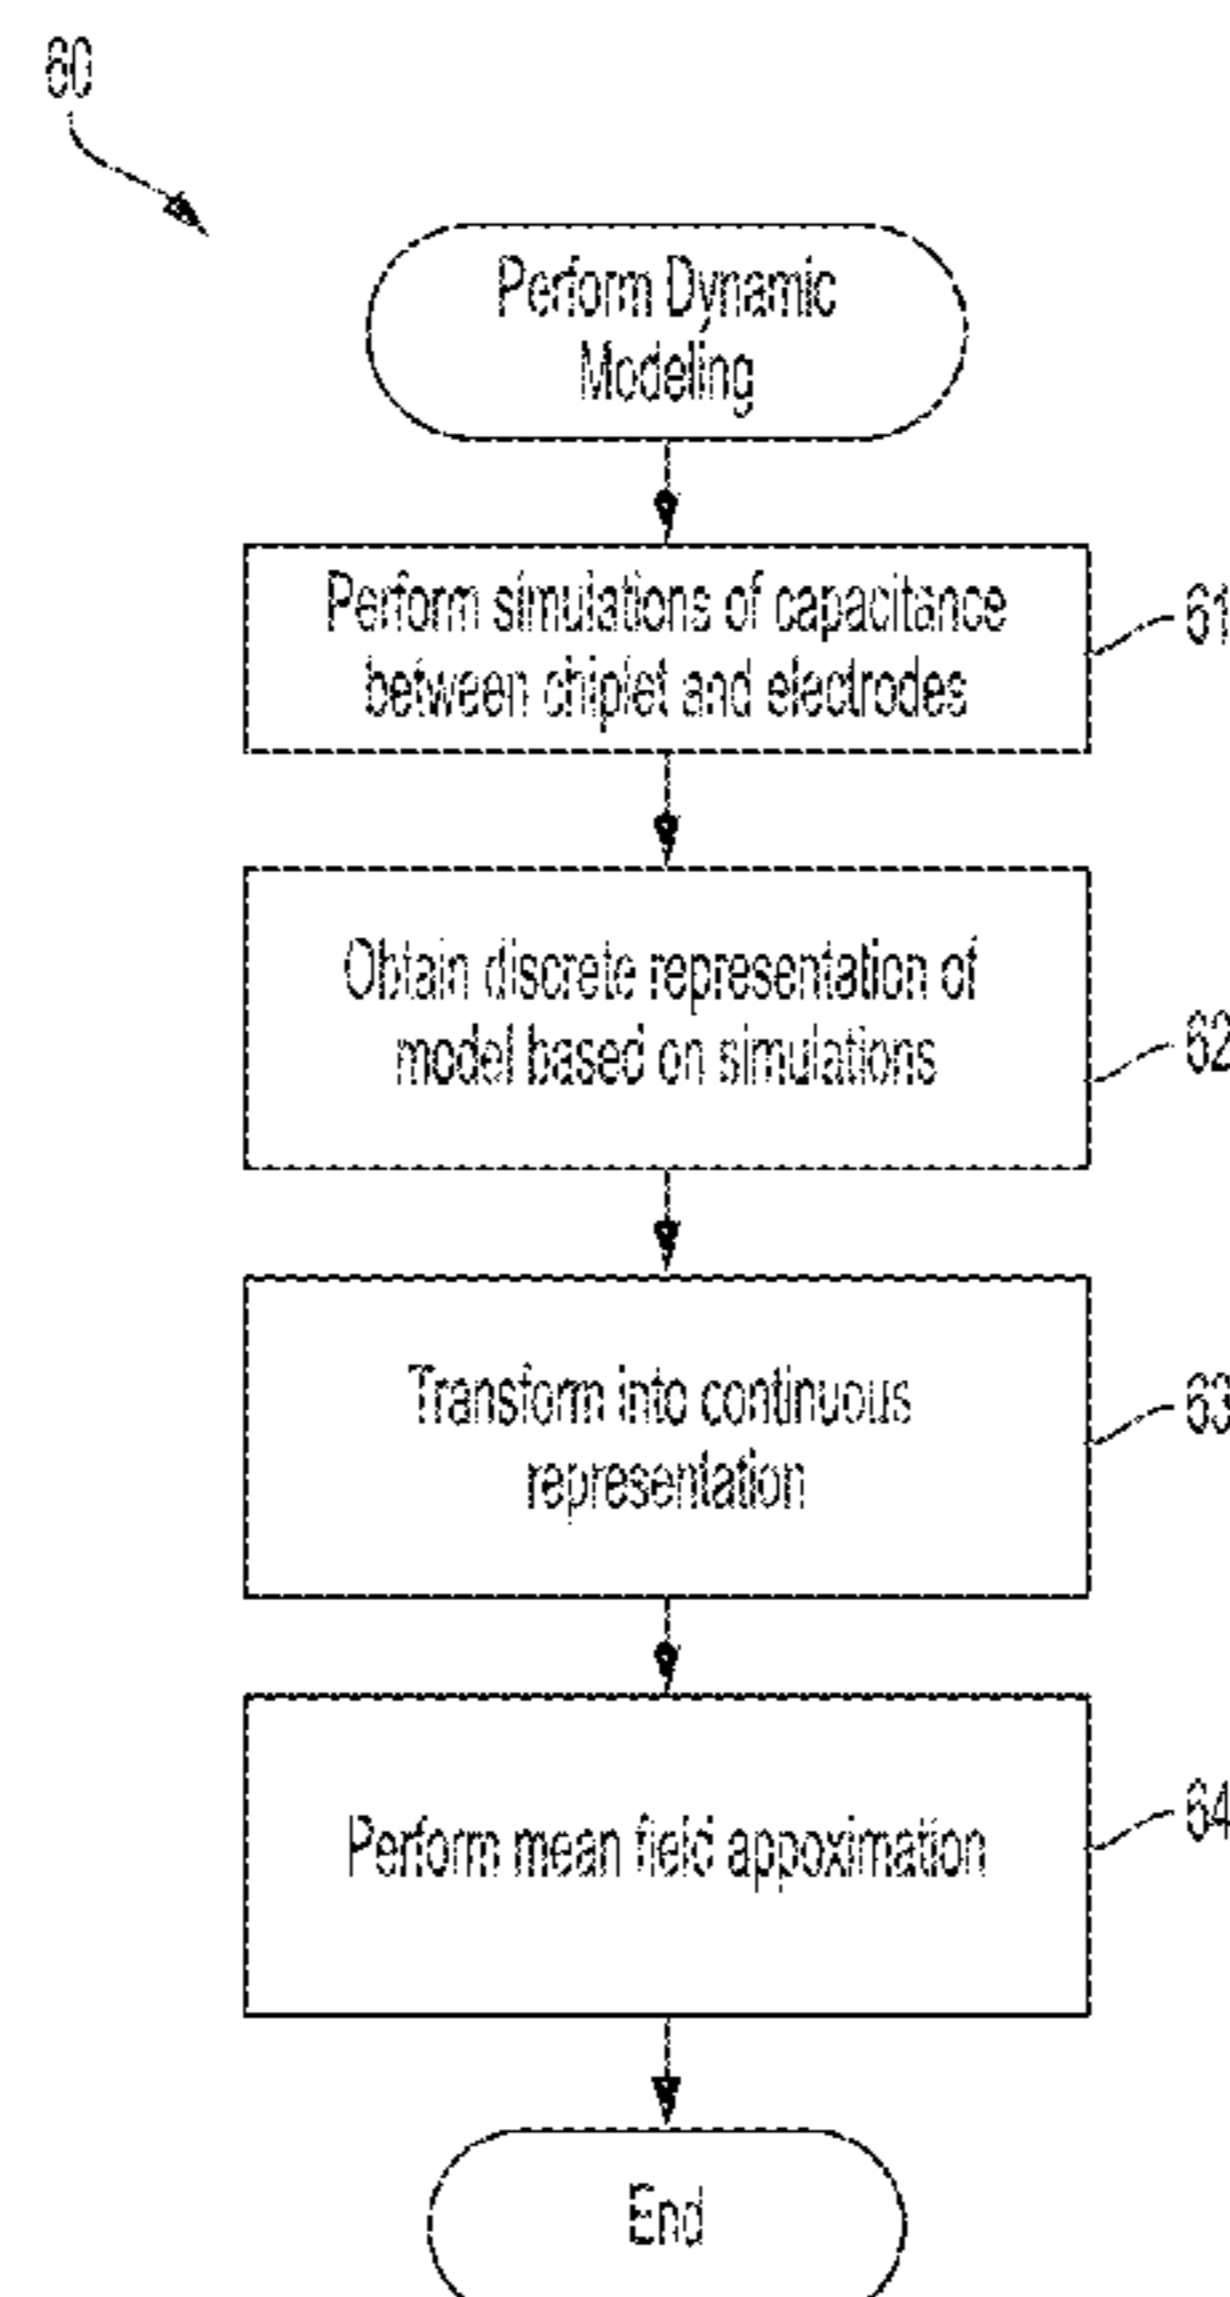 60
Perform Dynamic
Modeling
Perform simulations of capacitance
between chiplet and electrodes
61
Obtain discrete representation of
model based on simulations
62
Transform into continuous
representation
63
Perform mean field appoximation
64
End